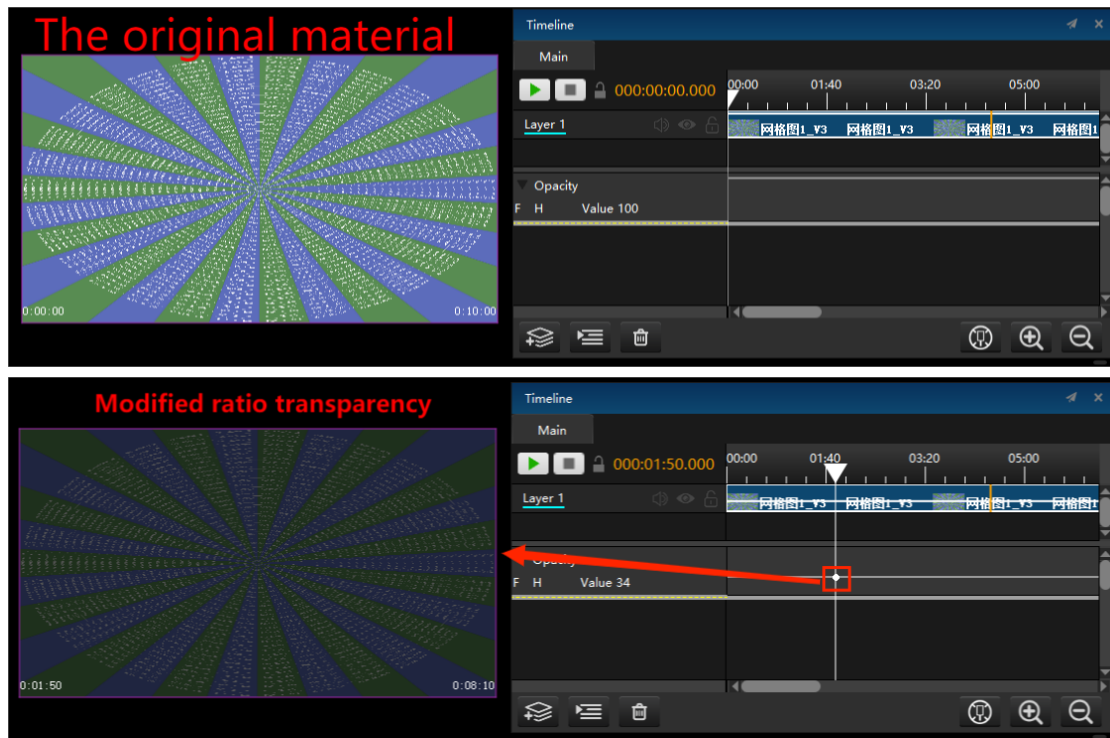 The original material
0:00:00
0:10:00
Timeline
Main
000:00:00.000
00:00 01:40 03:20 05:00
Layer 1
网格图1_V3 网格图1_V3 网格图1_V3 网格图1
Opacity
F H Value 100
Modified ratio transparency
0:01:50
0:08:10
Timeline
Main
000:01:50.000
00:00 01:40 03:20 05:00
Layer 1
网格图1_V3 网格图1_V3 网格图1_V3 网格图1
Opacity
F H Value 34